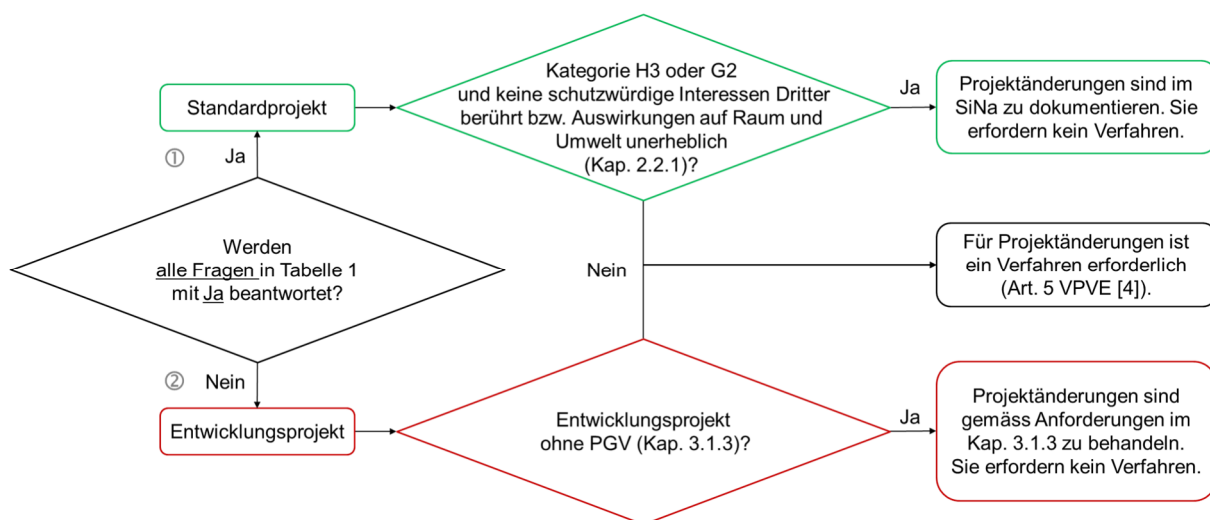 Kategorie H3 oder G2
und keine schutzwürdige Interessen Dritter
berührt bzw. Auswirkungen auf Raum und
Umwelt unerheblich
(Kap. 2.2.1)?
Standardprojekt
Ja
Projektänderungen sind im
SiNa zu dokumentieren. Sie
erfordern kein Verfahren.
①
Ja
Werden
alle Fragen in Tabelle 1
mit Ja beantwortet?
Nein
Für Projektänderungen ist
ein Verfahren erforderlich
(Art. 5 VPVE [4]).
②
Nein
Entwicklungsprojekt
Entwicklungsprojekt
ohne PGV (Kap. 3.1.3)?
Ja
Projektänderungen sind
gemäss Anforderungen im
Kap. 3.1.3 zu behandeln.
Sie erfordern kein Verfahren.